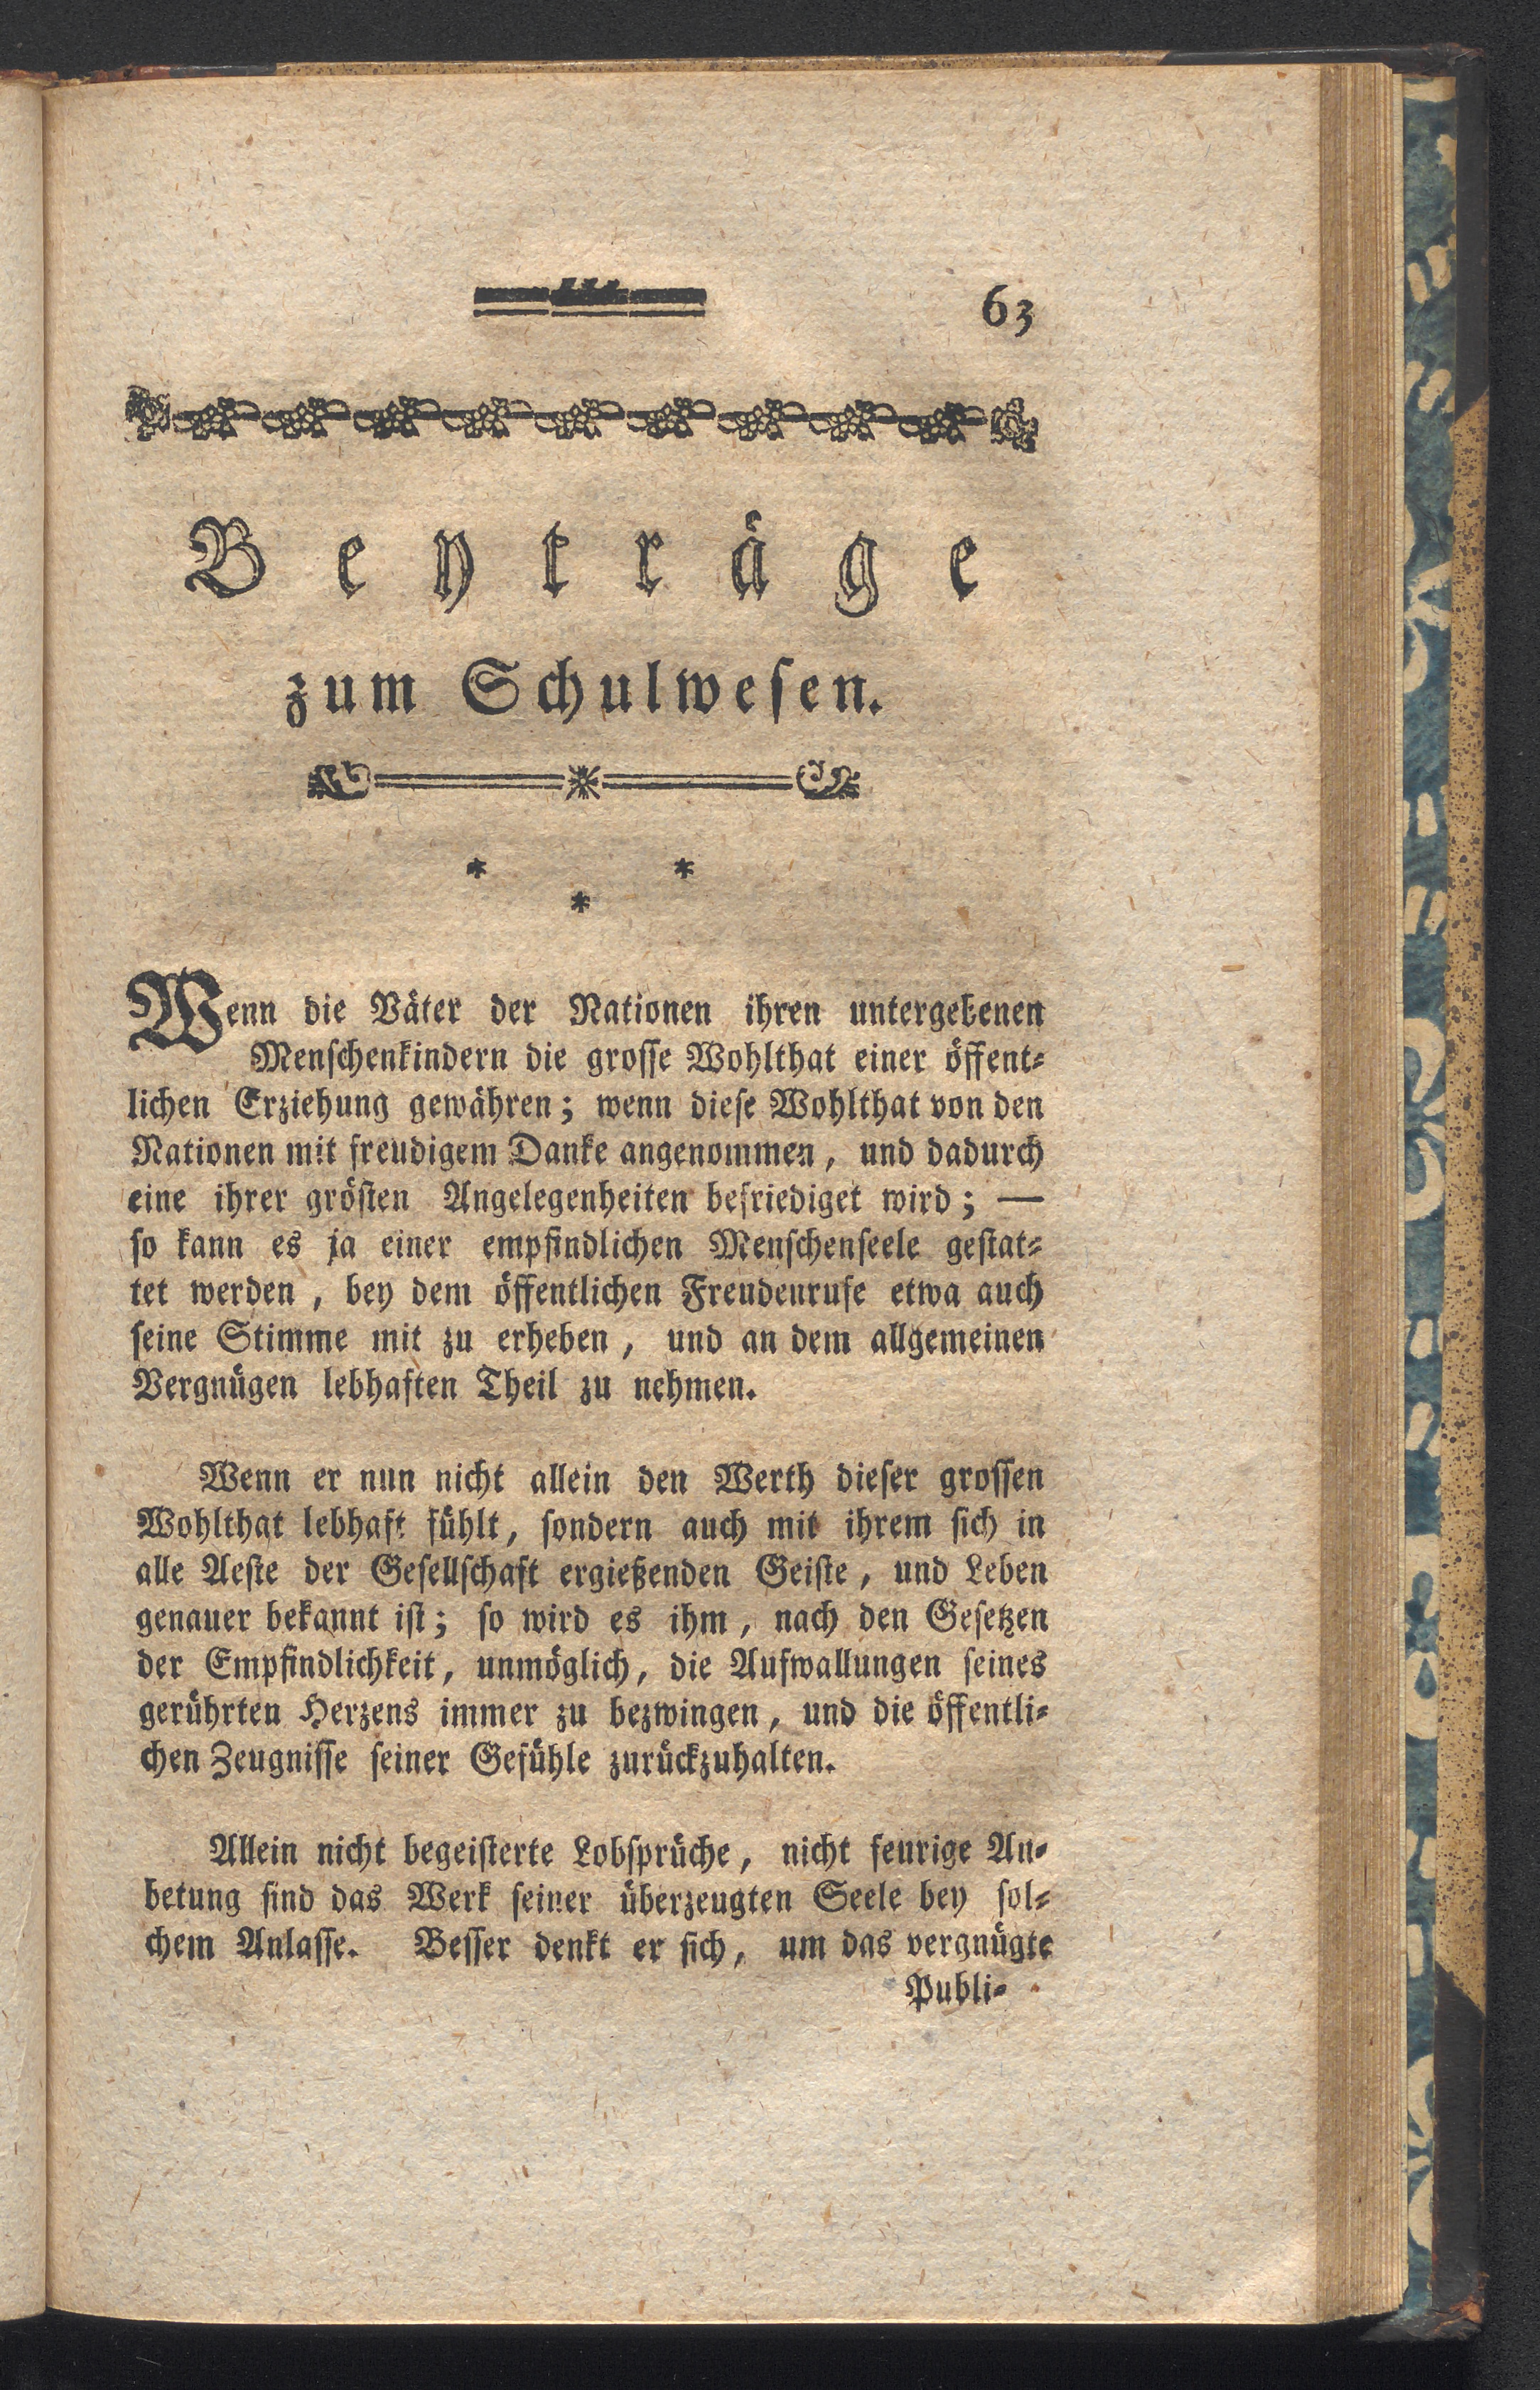 63
Beyträge
zum Schulwesen.
* *
*
Wenn die Väter der Nationen ihren untergebenen
Menschenkindern die grosse Wohlthat einer öffent-
lichen Erziehung gewähren; wenn diese Wohlthat von den
Nationen mit freudigem Danke angenommen, und dadurch
eine ihrer grösten Angelegenheiten befriediget wird; —
so kann es ja einer empfindlichen Menschenseele gestat-
tet werden, bey dem öffentlichen Freudenrufe etwa auch
seine Stimme mit zu erheben, und an dem allgemeinen
Vergnügen lebhaften Theil zu nehmen.
Wenn er nun nicht allein den Werth dieser grossen
Wohlthat lebhaft fühlt, sondern auch mit ihrem sich in
alle Aeste der Gesellschaft ergießenden Geiste, und Leben
genauer bekannt ist; so wird es ihm, nach den Gesetzen
der Empfindlichkeit, unmöglich, die Aufwallungen seines
gerührten Herzens immer zu bezwingen, und die öffentli-
chen Zeugnisse seiner Gefühle zurückzuhalten.
Allein nicht begeisterte Lobsprüche, nicht feurige An-
betung sind das Werk seiner überzeugten Seele bey sol-
chem Anlasse. Besser denkt er sich, um das vergnügte
Publi-